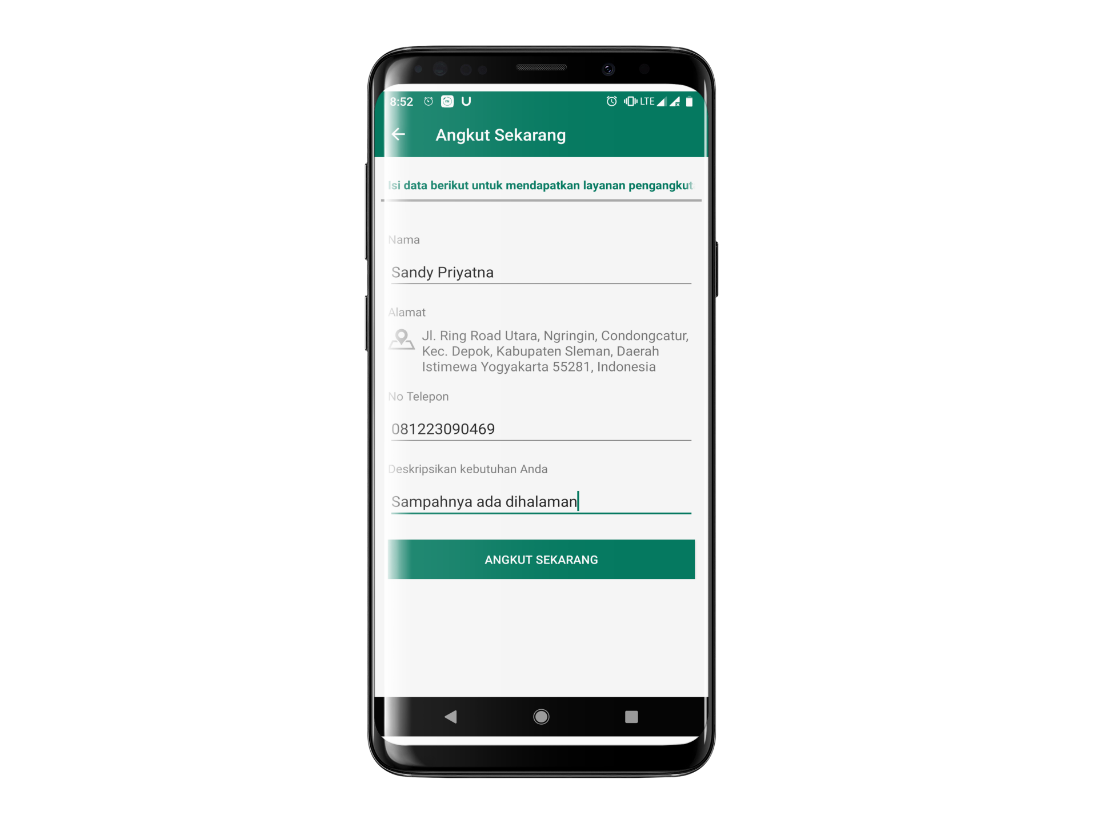 8:52 LTE
Angkut Sekarang
Isi data berikut untuk mendapatkan layanan pengangkut
Nama
Sandy Priyatna
Alamat
Jl. Ring Road Utara, Ngringin, Condongcatur,
Kec. Depok, Kabupaten Sleman, Daerah
Istimewa Yogyakarta 55281, Indonesia
No Telepon
081223090469
Deskripsikan kebutuhan Anda
Sampahnya ada dihalaman
ANGKUT SEKARANG